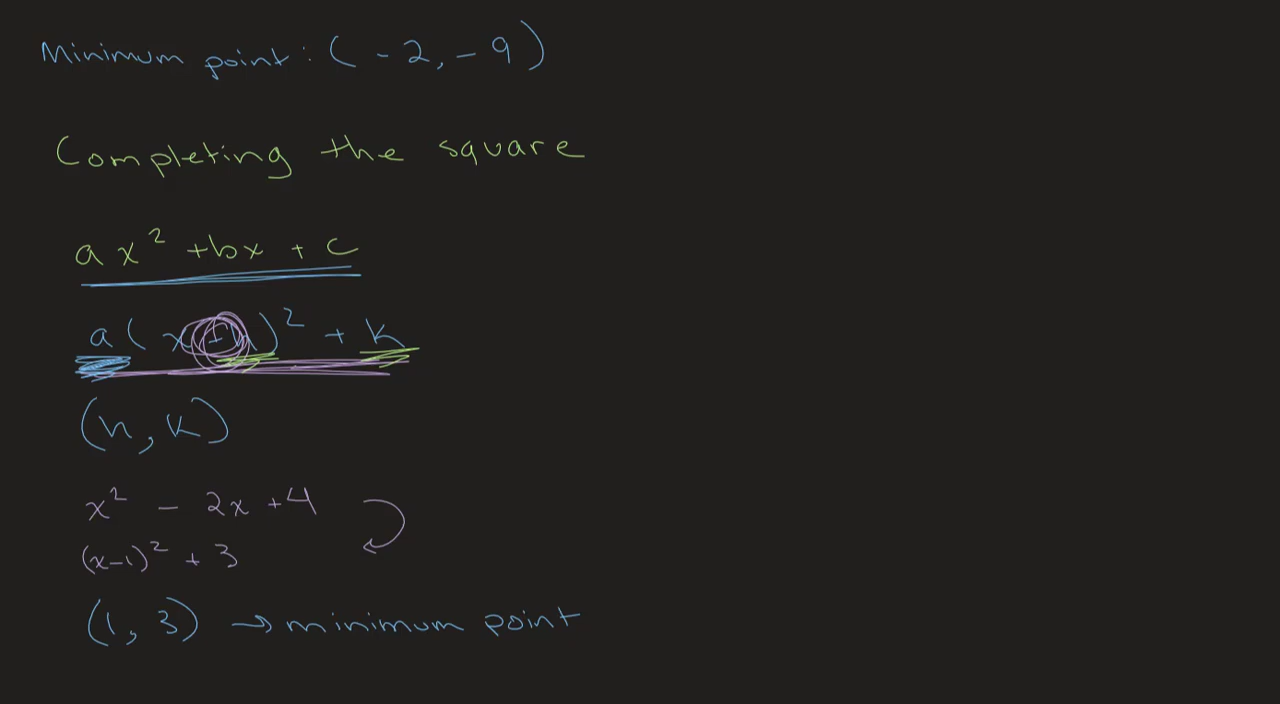 Minimum point: (-2, -9)
Completing the square
ax² + bx + c
a(x - h)² + k
(h, k)
x² - 2x + 4
(x-1)² + 3
(1, 3) → minimum point